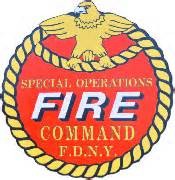 SPECIAL OPERATIONS
FIRE
COMMAND
F.D.N.Y.